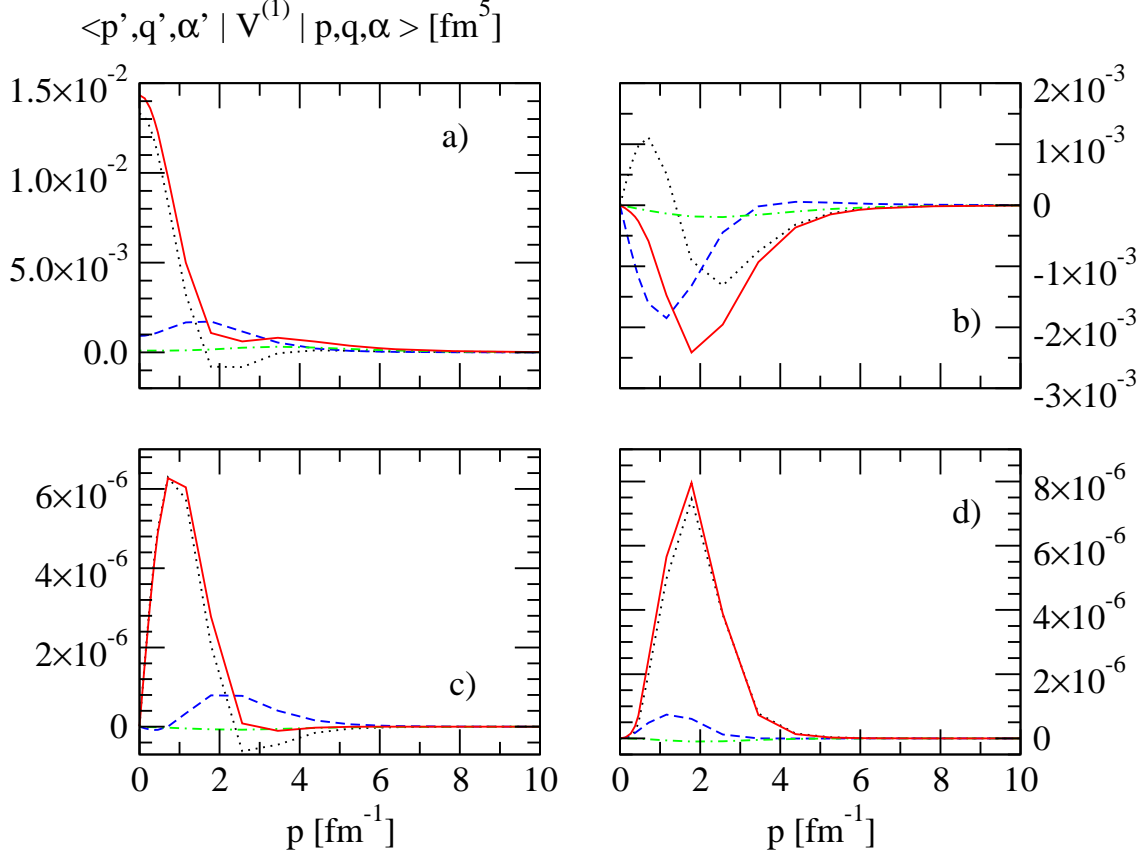 <p’,q’,α’ | V⁽¹⁾ | p,q,α > [fm⁵]
1.5×10⁻²
1.0×10⁻²
5.0×10⁻³
0.0
a)
2×10⁻³
1×10⁻³
0
-1×10⁻³
-2×10⁻³
-3×10⁻³
b)
6×10⁻⁶
4×10⁻⁶
2×10⁻⁶
0
c)
8×10⁻⁶
6×10⁻⁶
4×10⁻⁶
2×10⁻⁶
0
d)
0 2 4 6 8 10
0 2 4 6 8 10
p [fm⁻¹]
p [fm⁻¹]